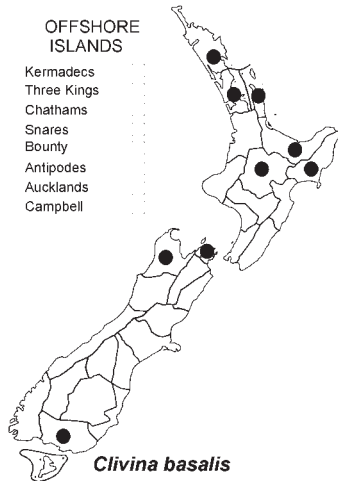 OFFSHORE
ISLANDS
Kermadecs
Three Kings
Chathams
Snares
Bounty
Antipodes
Aucklands
Campbell
Clivina basalis